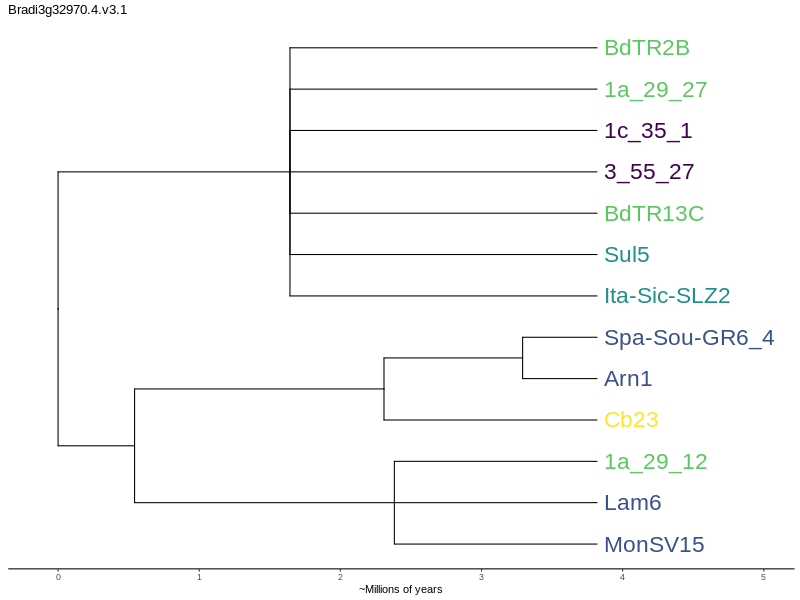 Bradi3g32970.4.v3.1
BdTR2B
1a_29_27
1c_35_1
3_55_27
BdTR13C
Sul5
Ita-Sic-SLZ2
Spa-Sou-GR6_4
Arn1
Cb23
1a_29_12
Lam6
MonSV15
0 1 2 3 4 5
~Millions of years